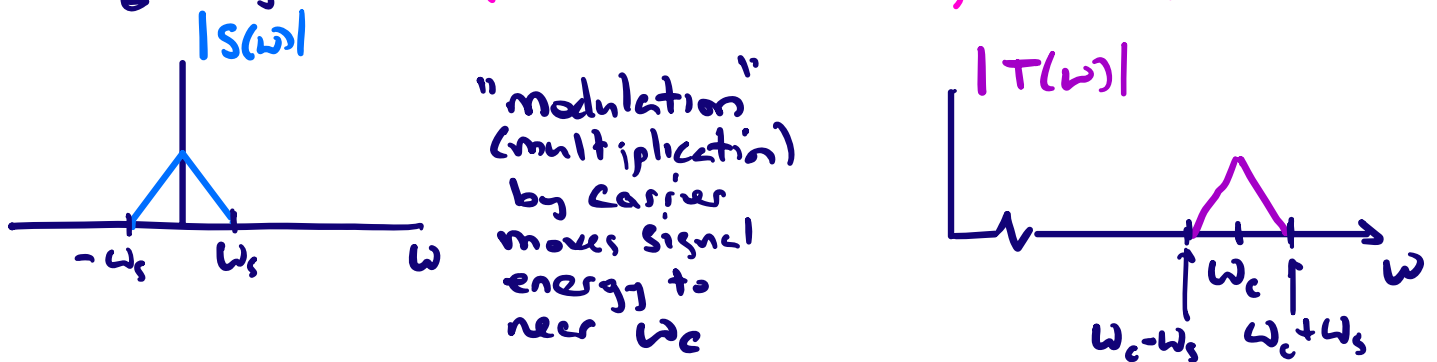 |S(ω)|
-ωs
ωs
ω
"modulation"
(multiplication)
by carrier
moves signal
energy to
near ωc
|T(ω)|
ωc
ω
ωc-ωs
ωc+ωs